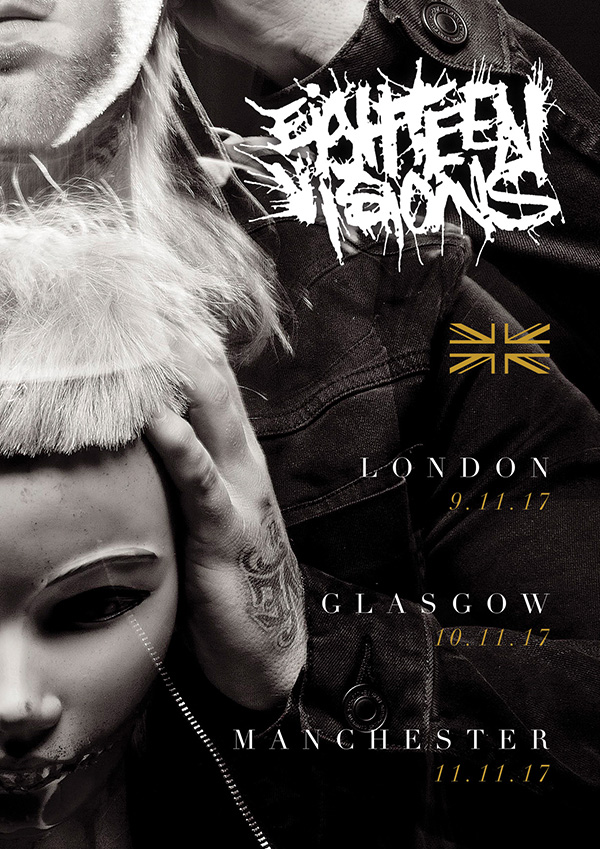 EIGHTEEN
VISIONS
LONDON
9.11.17
GLASGOW
10.11.17
MANCHESTER
11.11.17